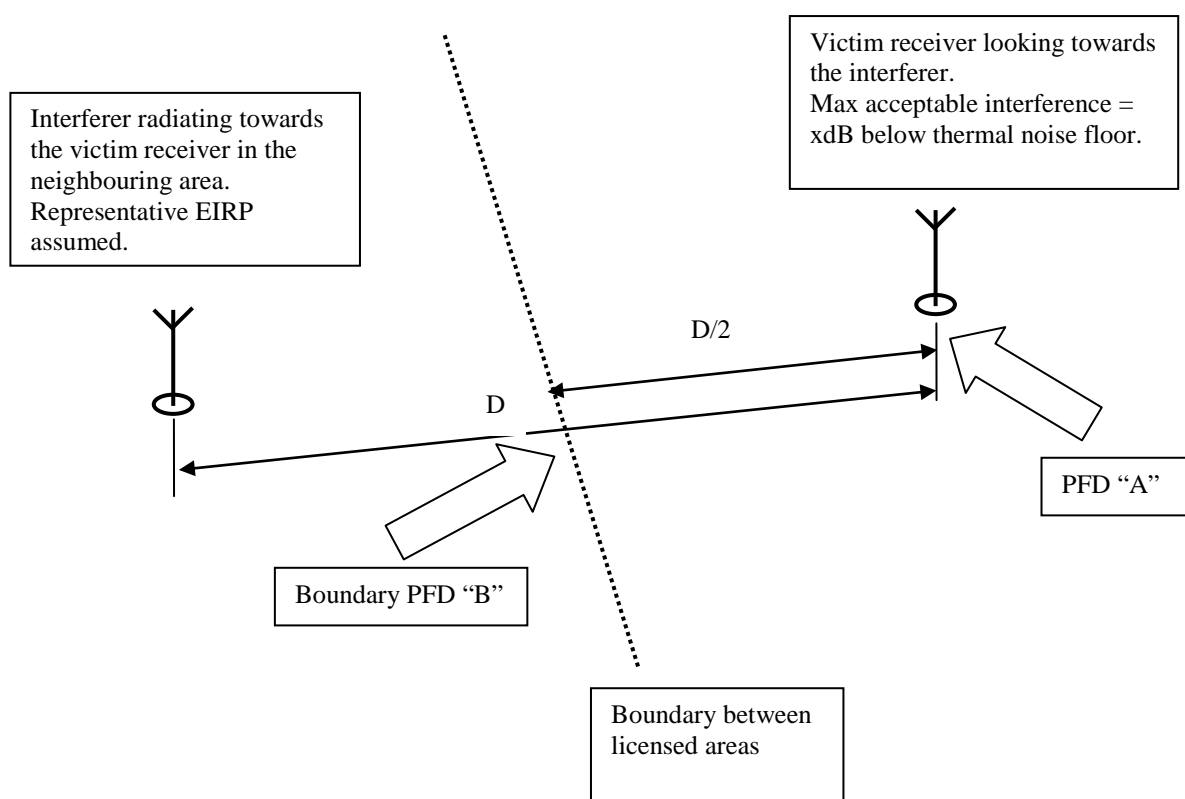 Interferer radiating towards
the victim receiver in the
neighbouring area.
Representative EIRP
assumed.
Victim receiver looking towards
the interferer.
Max acceptable interference =
xdB below thermal noise floor.
D/2
D
PFD “A”
Boundary PFD “B”
Boundary between
licensed areas